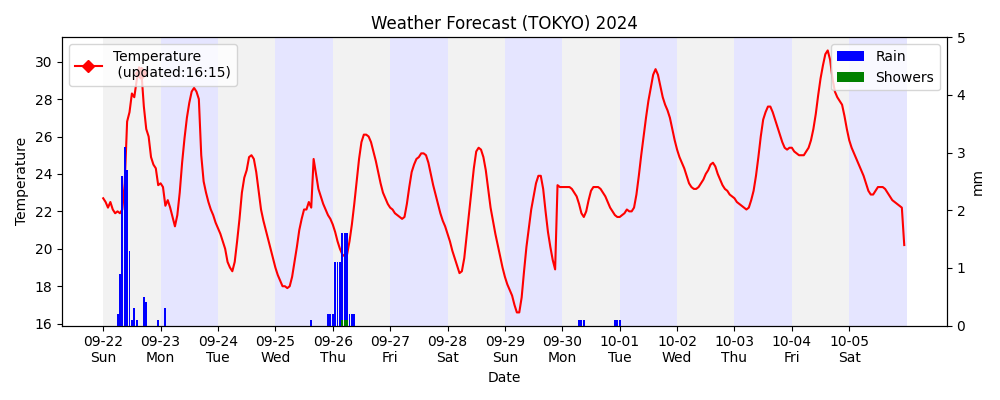 Weather Forecast (TOKYO) 2024
Temperature
(updated:16:15)
Rain
Showers
Temperature
30
28
26
24
22
20
18
16
5
4
3
2
1
0
mm
09-22 09-23 09-24 09-25 09-26 09-27 09-28 09-29 09-30 10-01 10-02 10-03 10-04 10-05
Sun Mon Tue Wed Thu Fri Sat Sun Mon Tue Wed Thu Fri Sat
Date